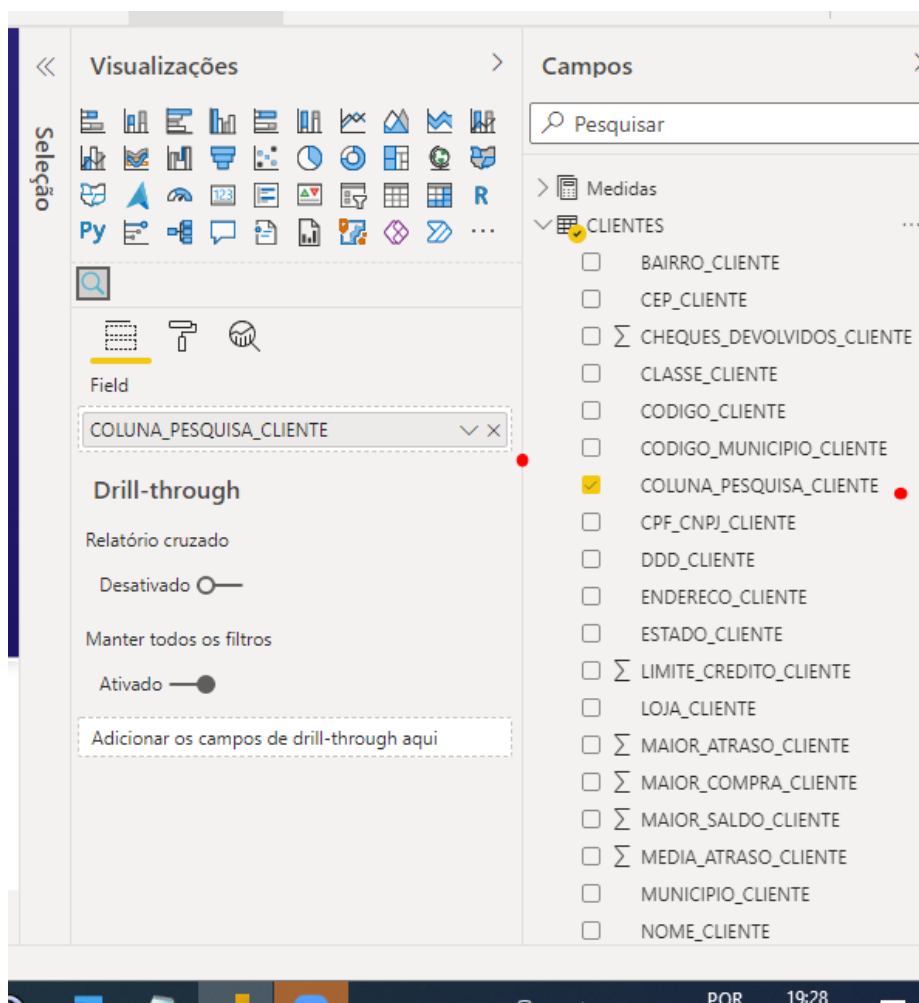 Visualizações
Campos
Seleção
Pesquisar
123
R
Py
Medidas
CLIENTES
BAIRRO_CLIENTE
CEP_CLIENTE
CHEQUES_DEVOLVIDOS_CLIENTE
CLASSE_CLIENTE
CODIGO_CLIENTE
CODIGO_MUNICIPIO_CLIENTE
COLUNA_PESQUISA_CLIENTE
CPF_CNPJ_CLIENTE
DDD_CLIENTE
ENDERECO_CLIENTE
ESTADO_CLIENTE
LIMITE_CREDITO_CLIENTE
LOJA_CLIENTE
MAIOR_ATRASO_CLIENTE
MAIOR_COMPRA_CLIENTE
MAIOR_SALDO_CLIENTE
MEDIA_ATRASO_CLIENTE
MUNICIPIO_CLIENTE
NOME_CLIENTE
Field
COLUNA_PESQUISA_CLIENTE
Drill-through
Relatório cruzado
Desativado
Manter todos os filtros
Ativado
Adicionar os campos de drill-through aqui
POR
19:28